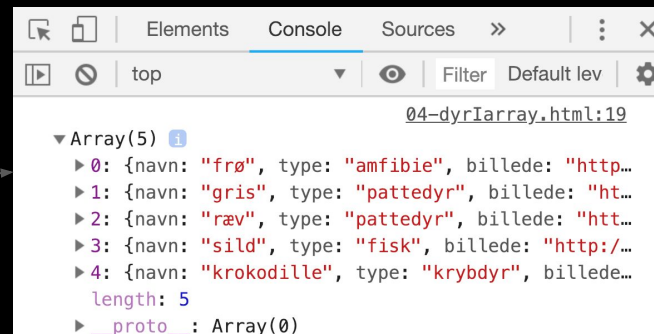 Elements Console Sources »
top Filter Default lev
04-dyrIarray.html:19
▼Array(5) i
▶0: {navn: "frø", type: "amfibie", billede: "http…
▶1: {navn: "gris", type: "pattedyr", billede: "ht…
▶2: {navn: "ræv", type: "pattedyr", billede: "htt…
▶3: {navn: "sild", type: "fisk", billede: "http:/…
▶4: {navn: "krokodille", type: "krybdyr", billede…
length: 5
▶__proto__: Array(0)